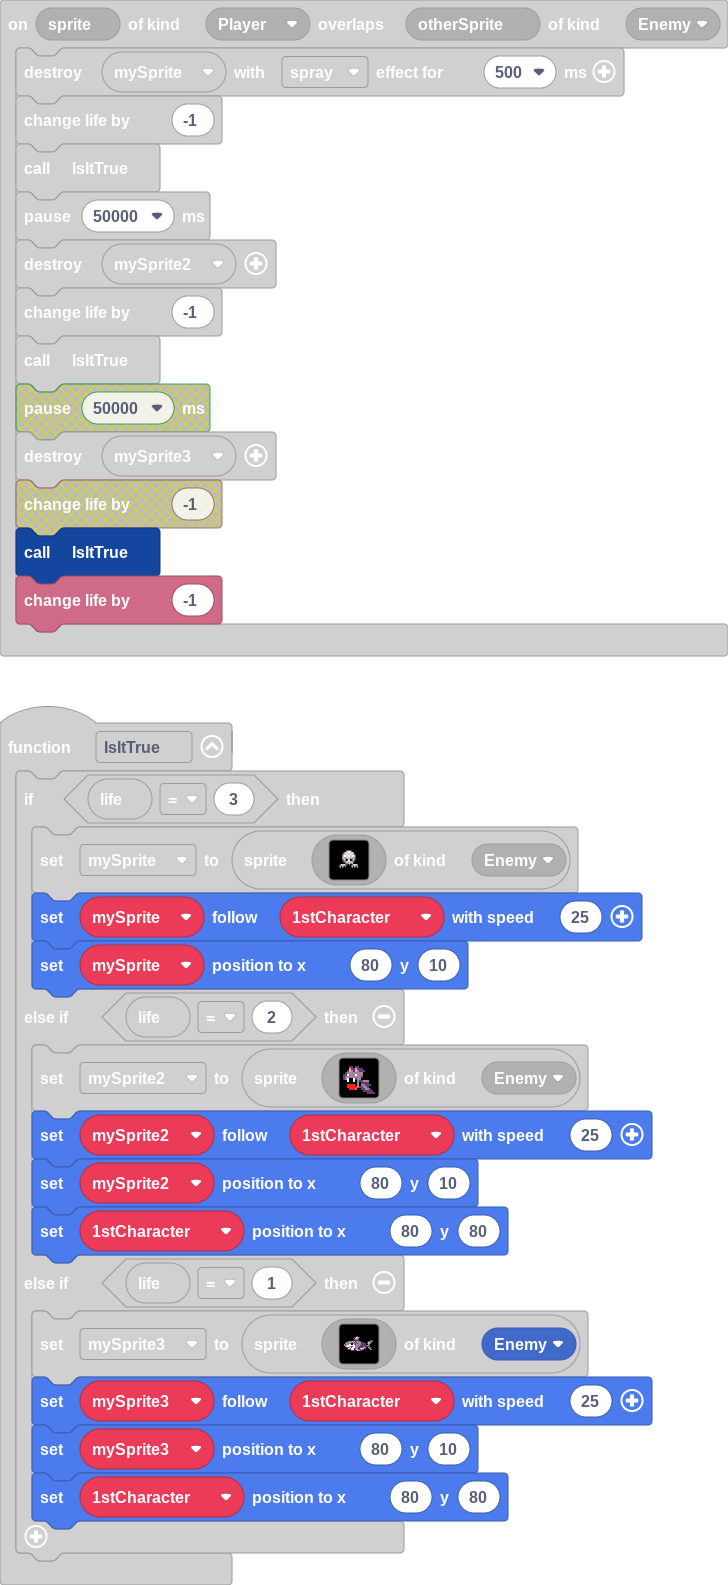 on sprite of kind Player overlaps otherSprite of kind Enemy
destroy mySprite with spray effect for 500 ms
change life by -1
call IsItTrue
pause 50000 ms
destroy mySprite2
change life by -1
call IsItTrue
pause 50000 ms
destroy mySprite3
change life by -1
call IsItTrue
change life by -1
function IsItTrue
if life = 3 then
set mySprite to sprite of kind Enemy
set mySprite follow 1stCharacter with speed 25
set mySprite position to x 80 y 10
else if life = 2 then
set mySprite2 to sprite of kind Enemy
set mySprite2 follow 1stCharacter with speed 25
set mySprite2 position to x 80 y 10
set 1stCharacter position to x 80 y 80
else if life = 1 then
set mySprite3 to sprite of kind Enemy
set mySprite3 follow 1stCharacter with speed 25
set mySprite3 position to x 80 y 10
set 1stCharacter position to x 80 y 80